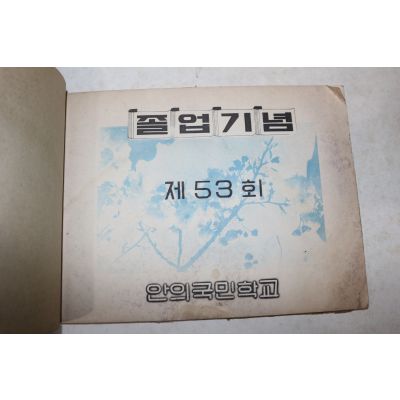 졸업기념
제 53 회
안의국민학교